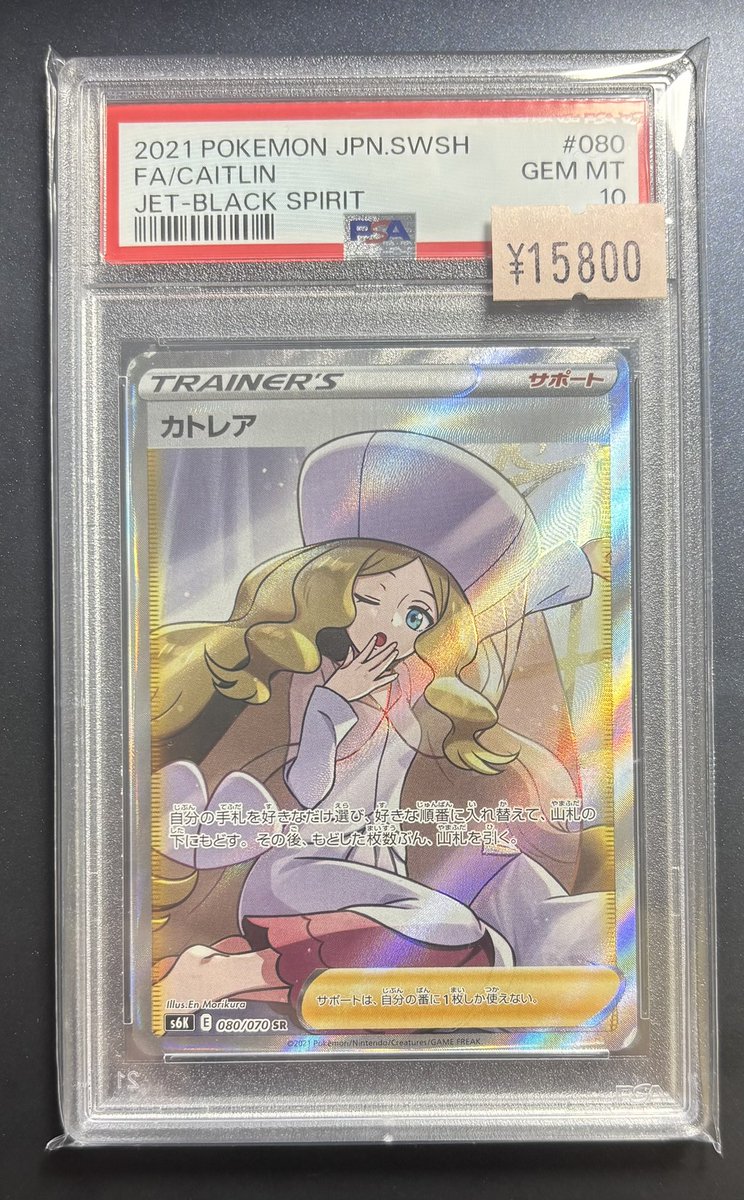 2021 POKEMON JPN.SWSH #080
FA/CAITLIN GEM MT
JET-BLACK SPIRIT 10
PSA
¥15800
TRAINER'S サポート
カトレア
自分の手札を好きなだけ選び、好きな順番に入れ替えて、山札の
下にもどす。その後、もどした枚数ぶん、山札を引く。
Illus.En Morikura
サポートは、自分の番に1枚しか使えない。
s6K E 080/070 SR
©2021 Pokémon/Nintendo/Creatures/GAME FREAK
PSA